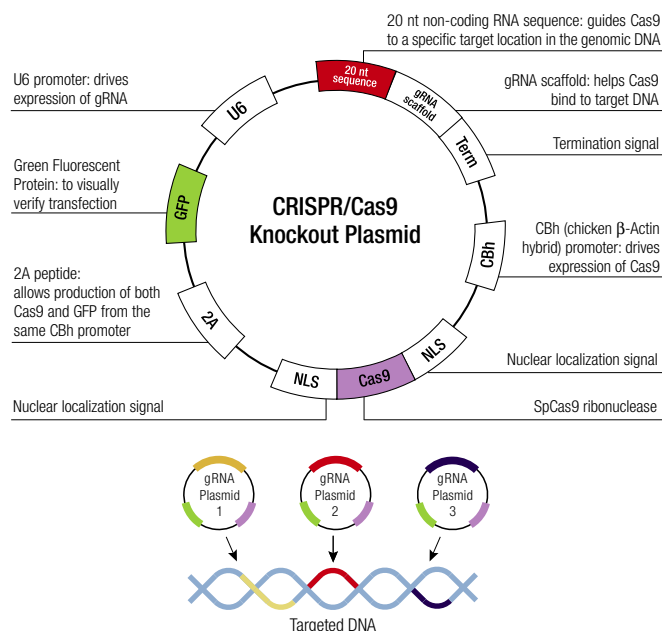 20 nt non-coding RNA sequence: guides Cas9
to a specific target location in the genomic DNA
U6 promoter: drives
expression of gRNA
20 nt
sequence
gRNA
scaffold
gRNA scaffold: helps Cas9
bind to target DNA
U6
Term
Termination signal
Green Fluorescent
Protein: to visually
verify transfection
GFP
CRISPR/Cas9
Knockout Plasmid
CBh
CBh (chicken β-Actin
hybrid) promoter: drives
expression of Cas9
2A peptide:
allows production of both
Cas9 and GFP from the
same CBh promoter
2A
NLS
Cas9
NLS
Nuclear localization signal
Nuclear localization signal
SpCas9 ribonuclease
gRNA
Plasmid
1
gRNA
Plasmid
2
gRNA
Plasmid
3
Targeted DNA